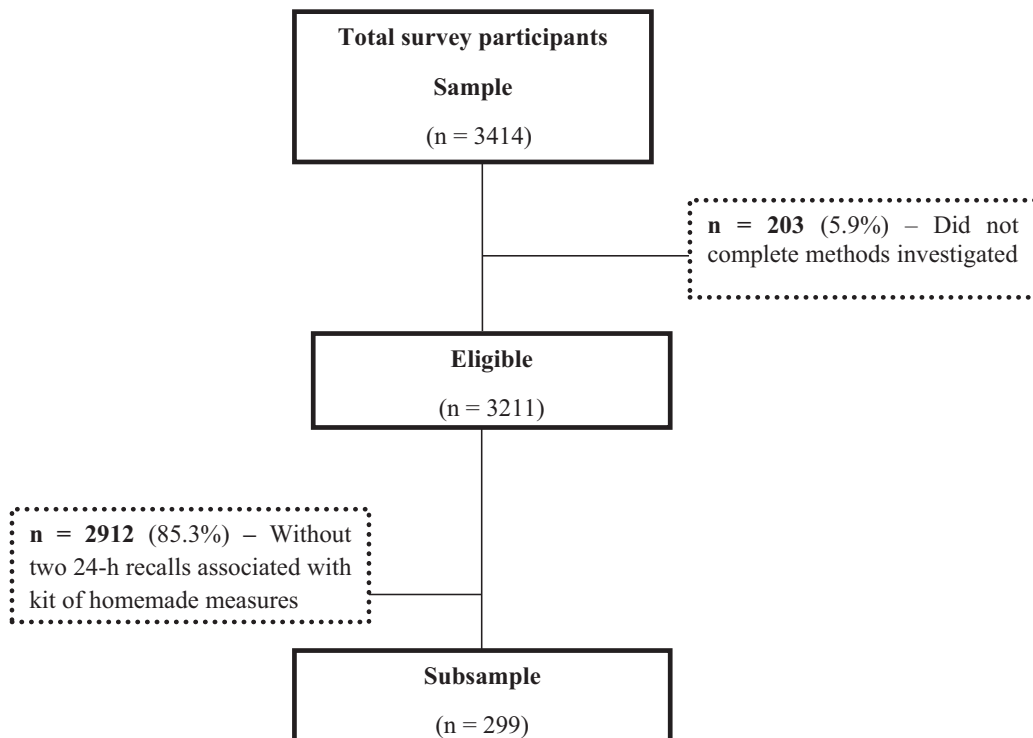 Total survey participants
Sample
(n = 3414)
n = 203 (5.9%) – Did not
complete methods investigated
Eligible
(n = 3211)
n = 2912 (85.3%) – Without
two 24-h recalls associated with
kit of homemade measures
Subsample
(n = 299)